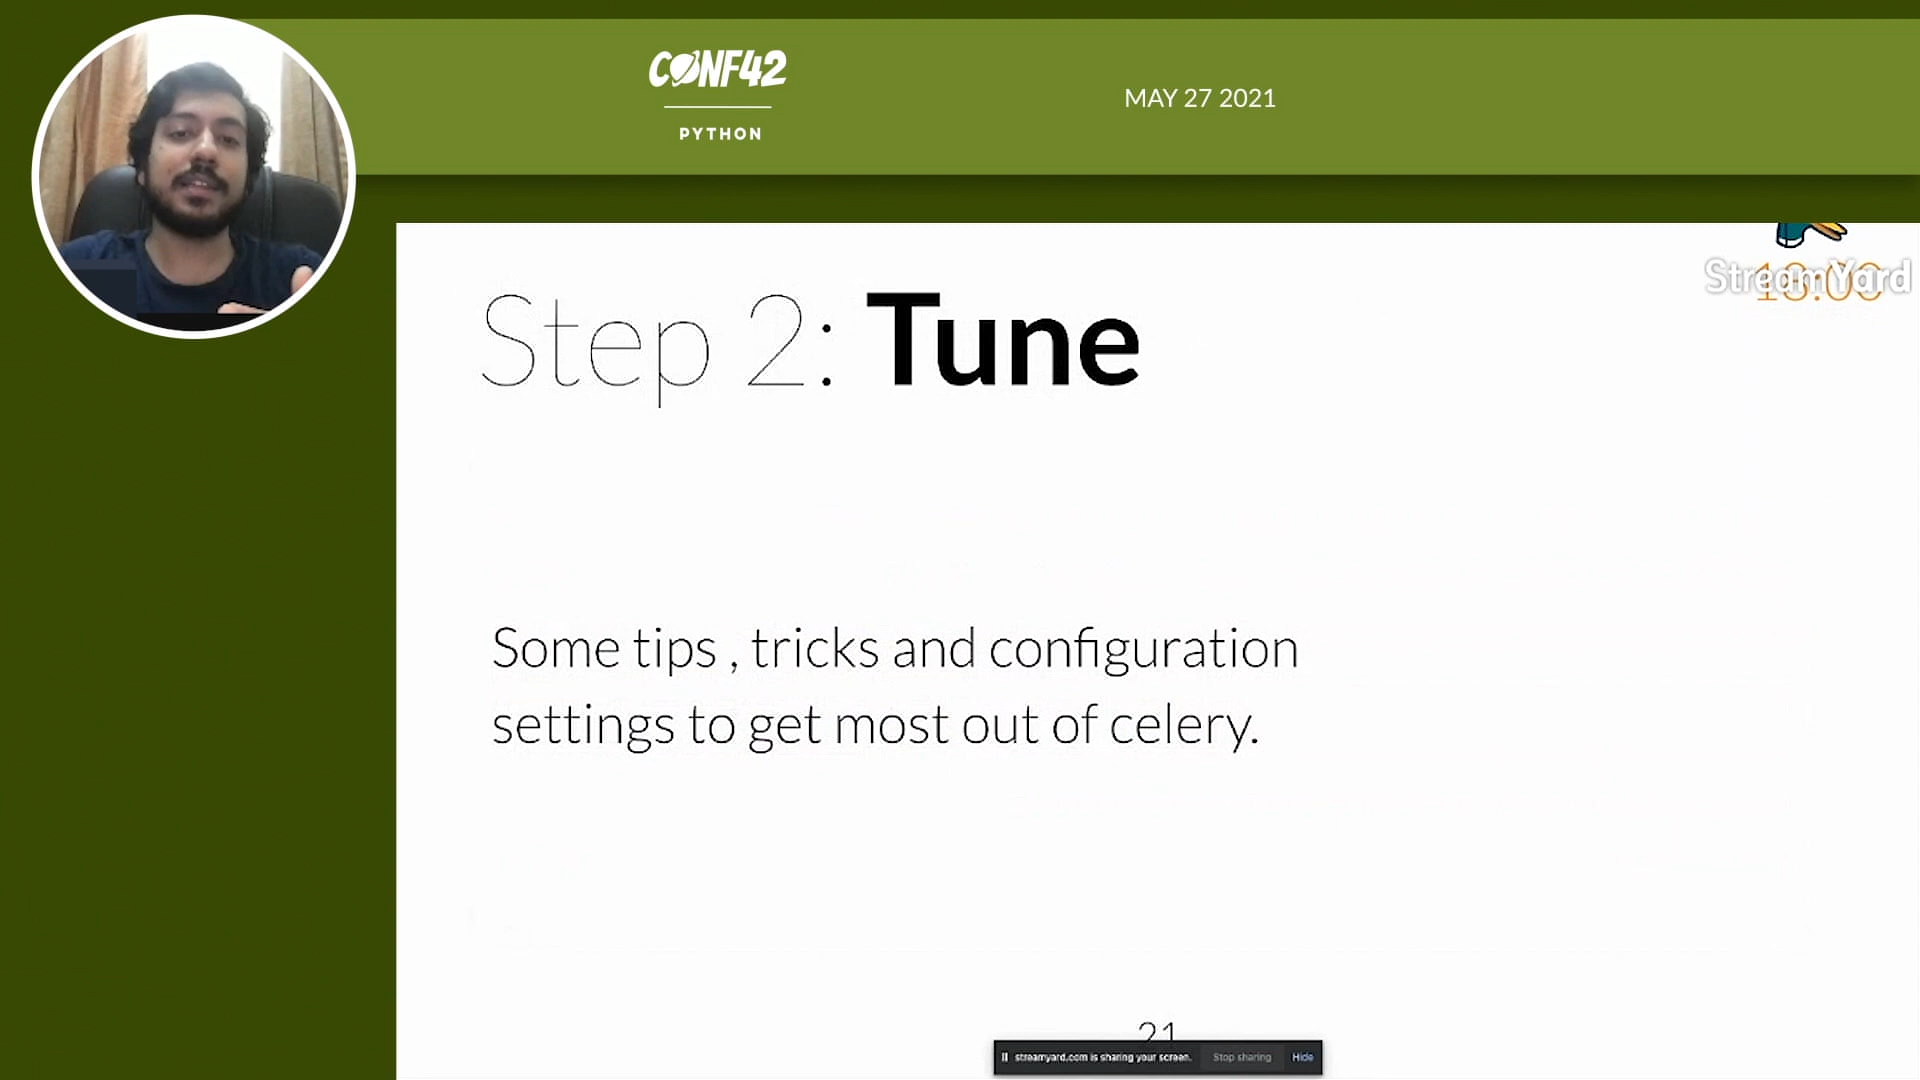 CONF42
PYTHON
MAY 27 2021
StreamYard
Step 2: Tune
Some tips , tricks and configuration
settings to get most out of celery.
21
streamyard.com is sharing your screen. Stop sharing Hide